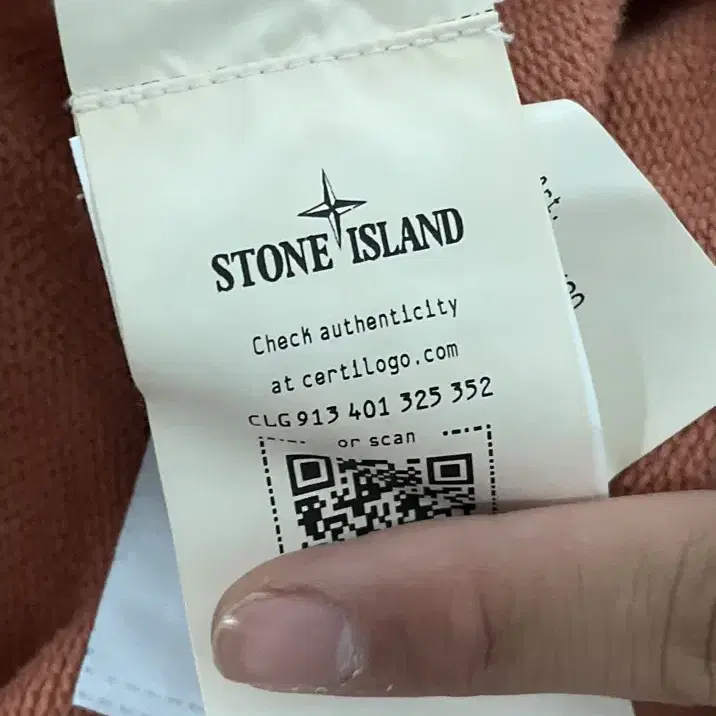 STONE ISLAND
Check authenticity
at certilogo.com
CLG 913 401 325 352
or scan